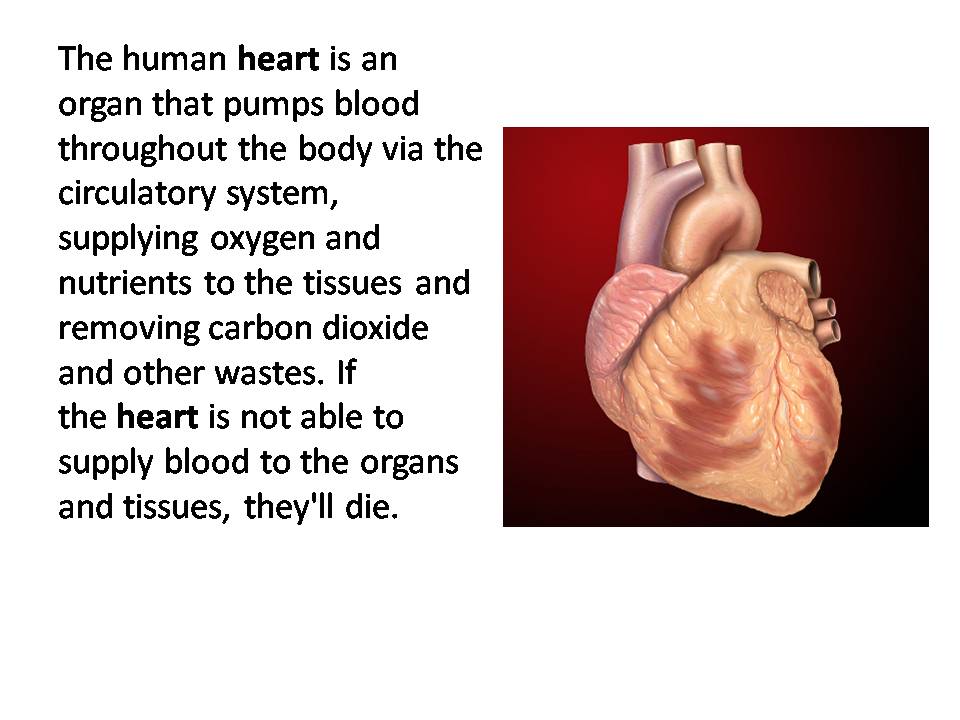 The human heart is an
organ that pumps blood
throughout the body via the
circulatory system,
supplying oxygen and
nutrients to the tissues and
removing carbon dioxide
and other wastes. If
the heart is not able to
supply blood to the organs
and tissues, they'll die.